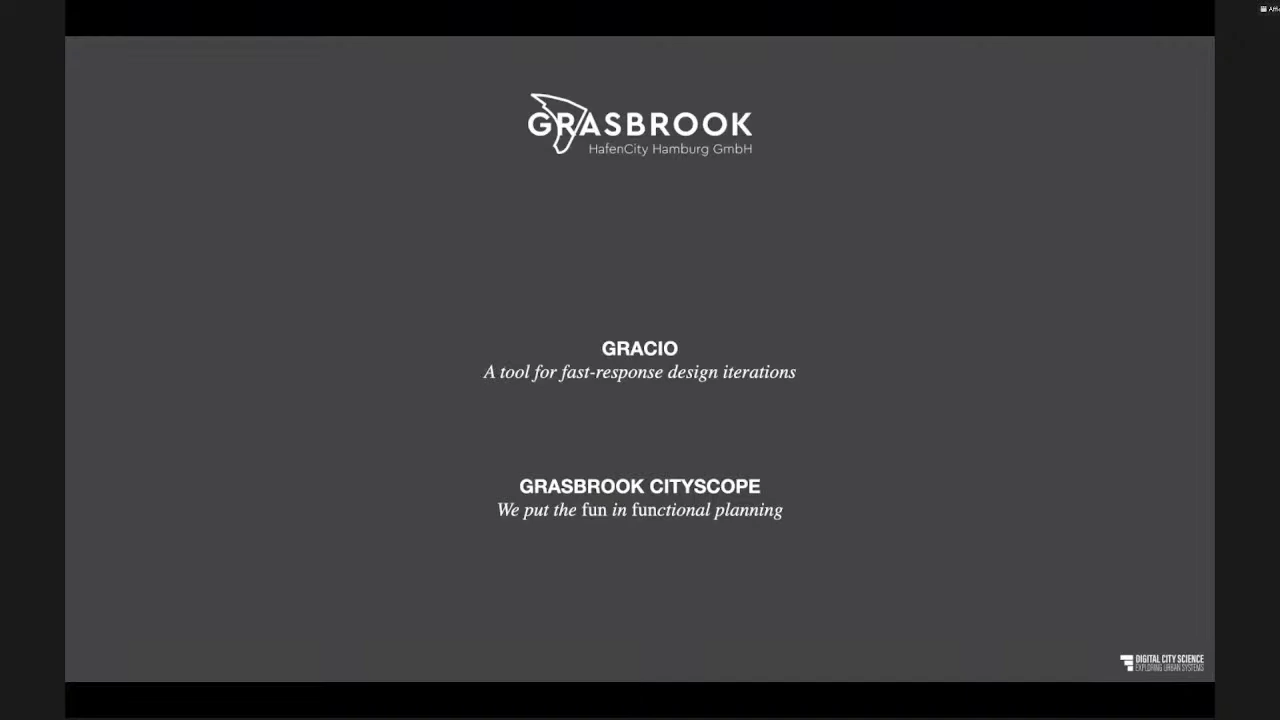 GRASBROOK
HafenCity Hamburg GmbH
GRACIO
A tool for fast-response design iterations
GRASBROOK CITYSCOPE
We put the fun in functional planning
DIGITAL CITY SCIENCE
EXPLORING URBAN SYSTEMS